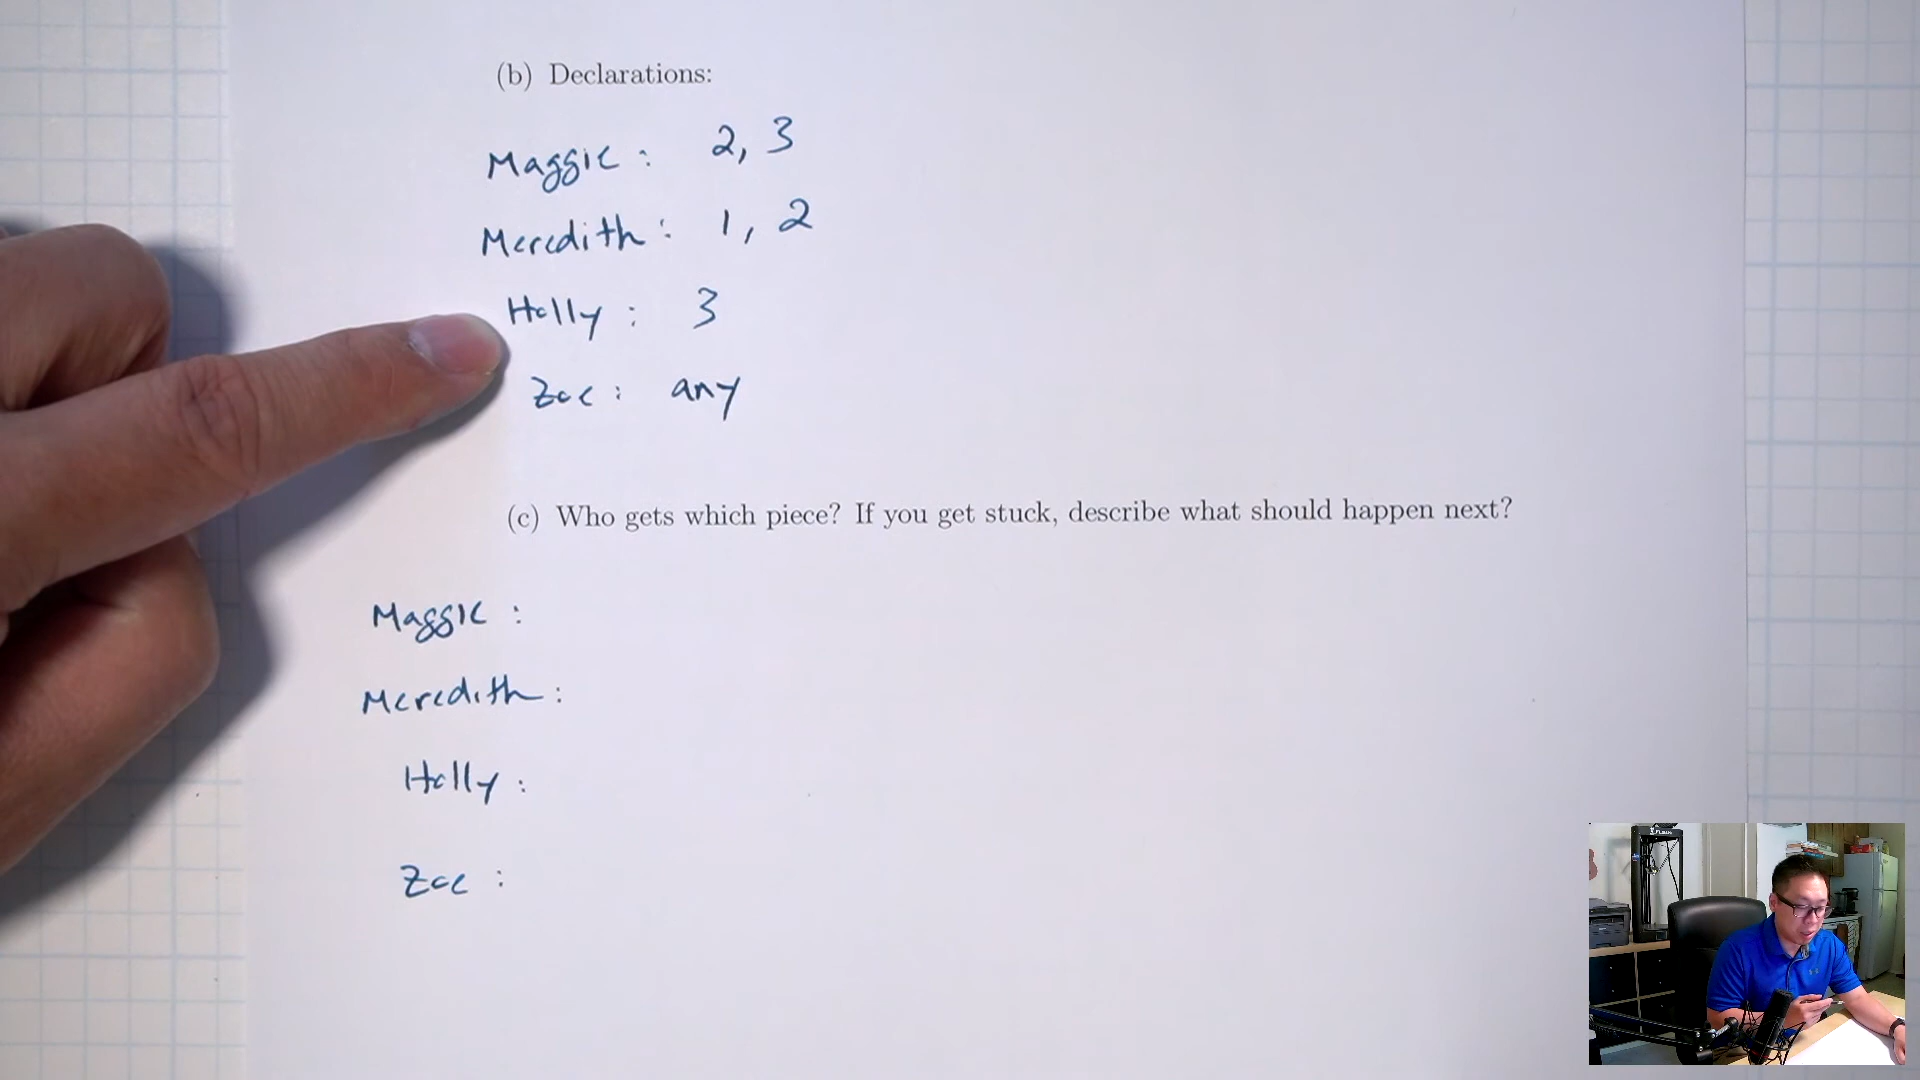 (b) Declarations:
Maggie : 2, 3
Meredith : 1, 2
Holly : 3
Zoe : any
(c) Who gets which piece? If you get stuck, describe what should happen next?
Maggie :
Meredith :
Holly :
Zoe :